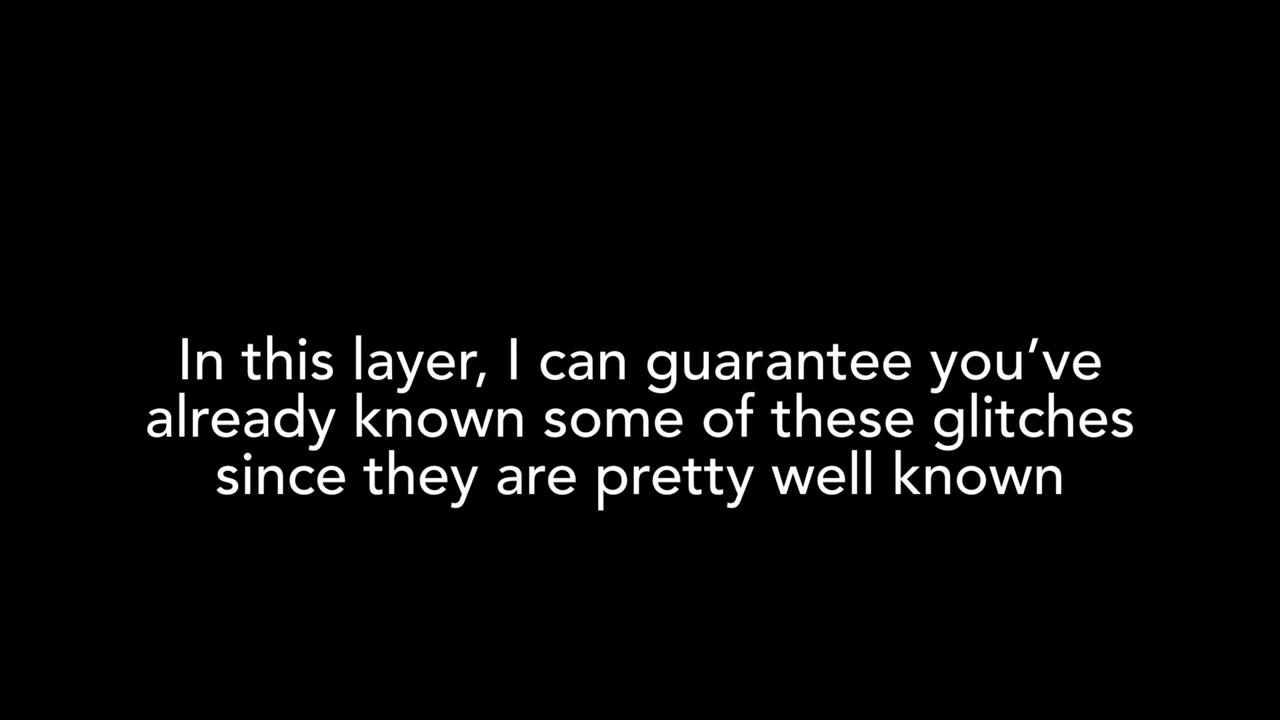 In this layer, I can guarantee you’ve
already known some of these glitches
since they are pretty well known